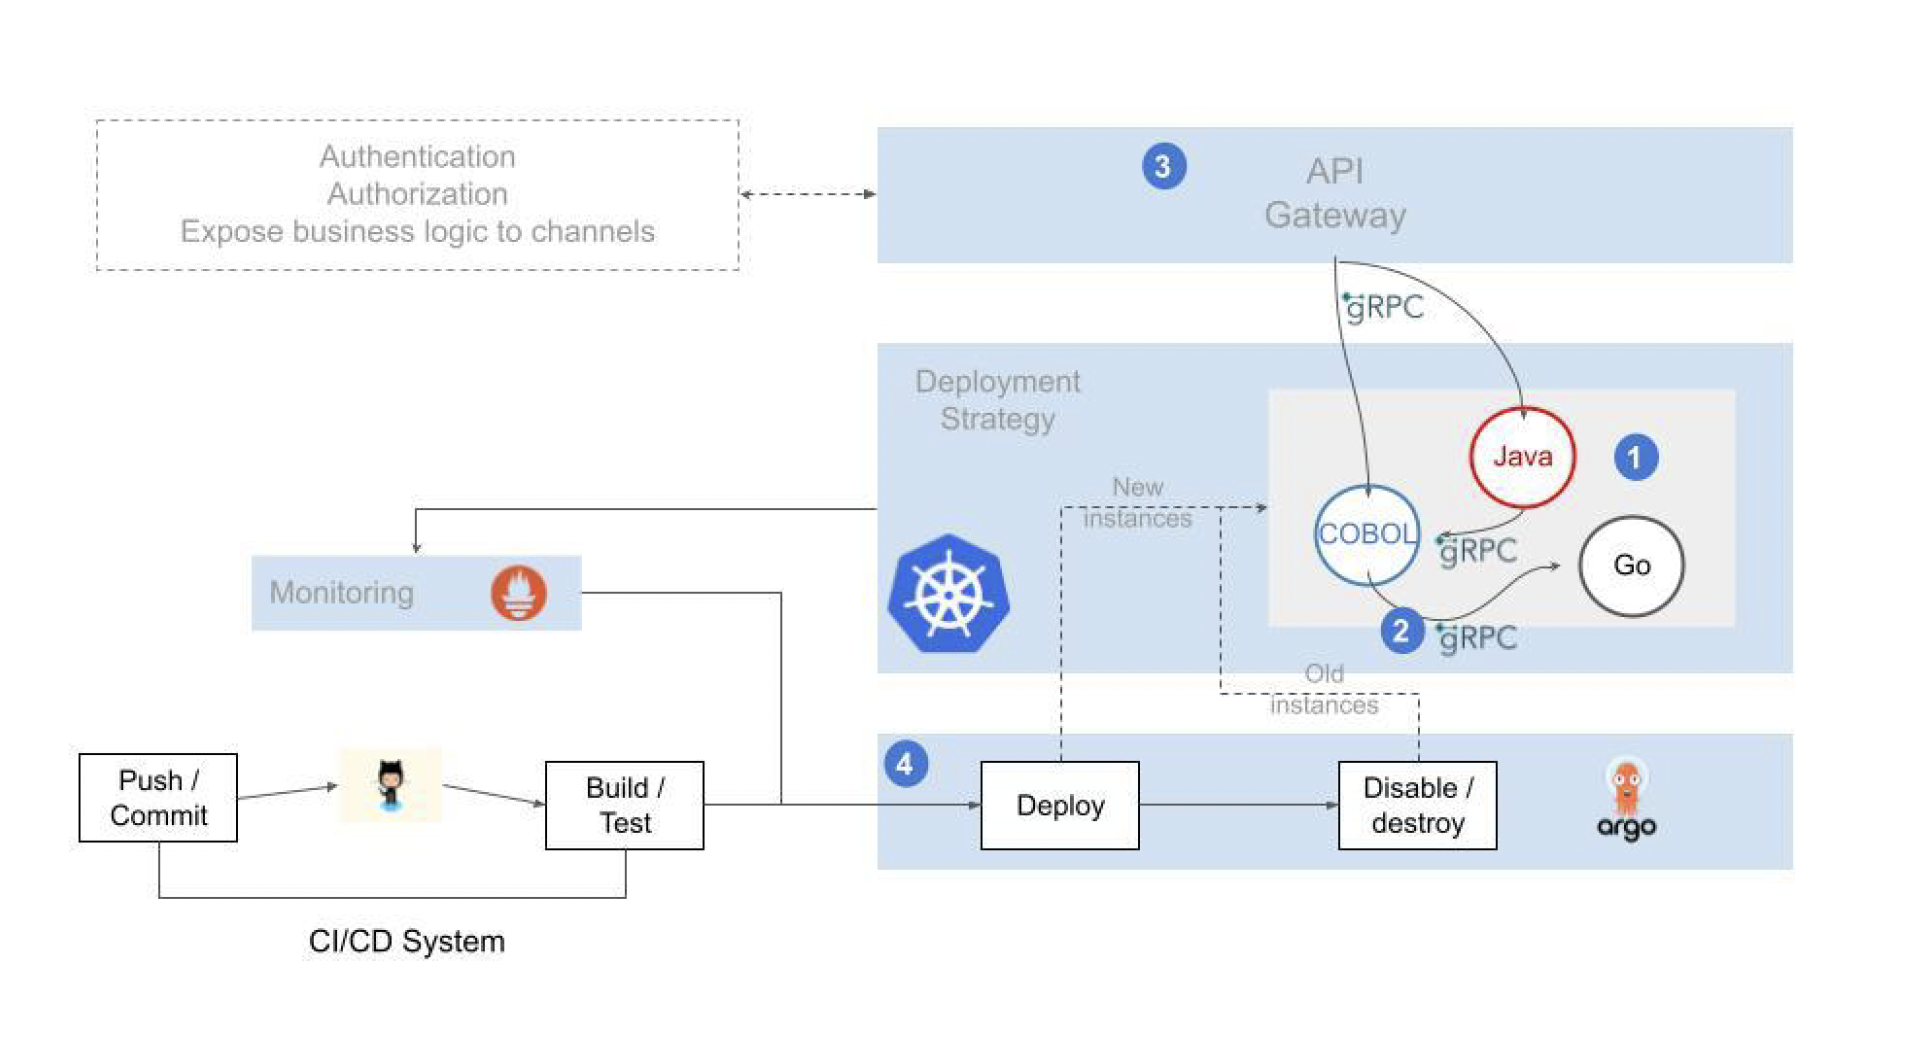 Authentication
Authorization
Expose business logic to channels
3
API
Gateway
gRPC
Deployment
Strategy
Java
1
New
instances
COBOL
gRPC
Go
Monitoring
2
gRPC
Old
instances
4
Push /
Commit
Build /
Test
Deploy
Disable /
destroy
argo
CI/CD System